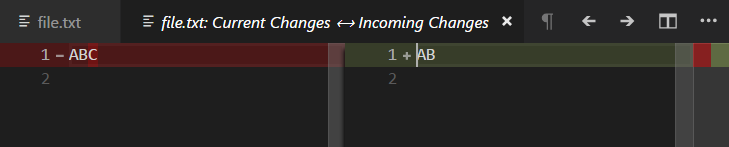 file.txt
file.txt: Current Changes ↔ Incoming Changes
1 − ABC
2
1 + AB
2